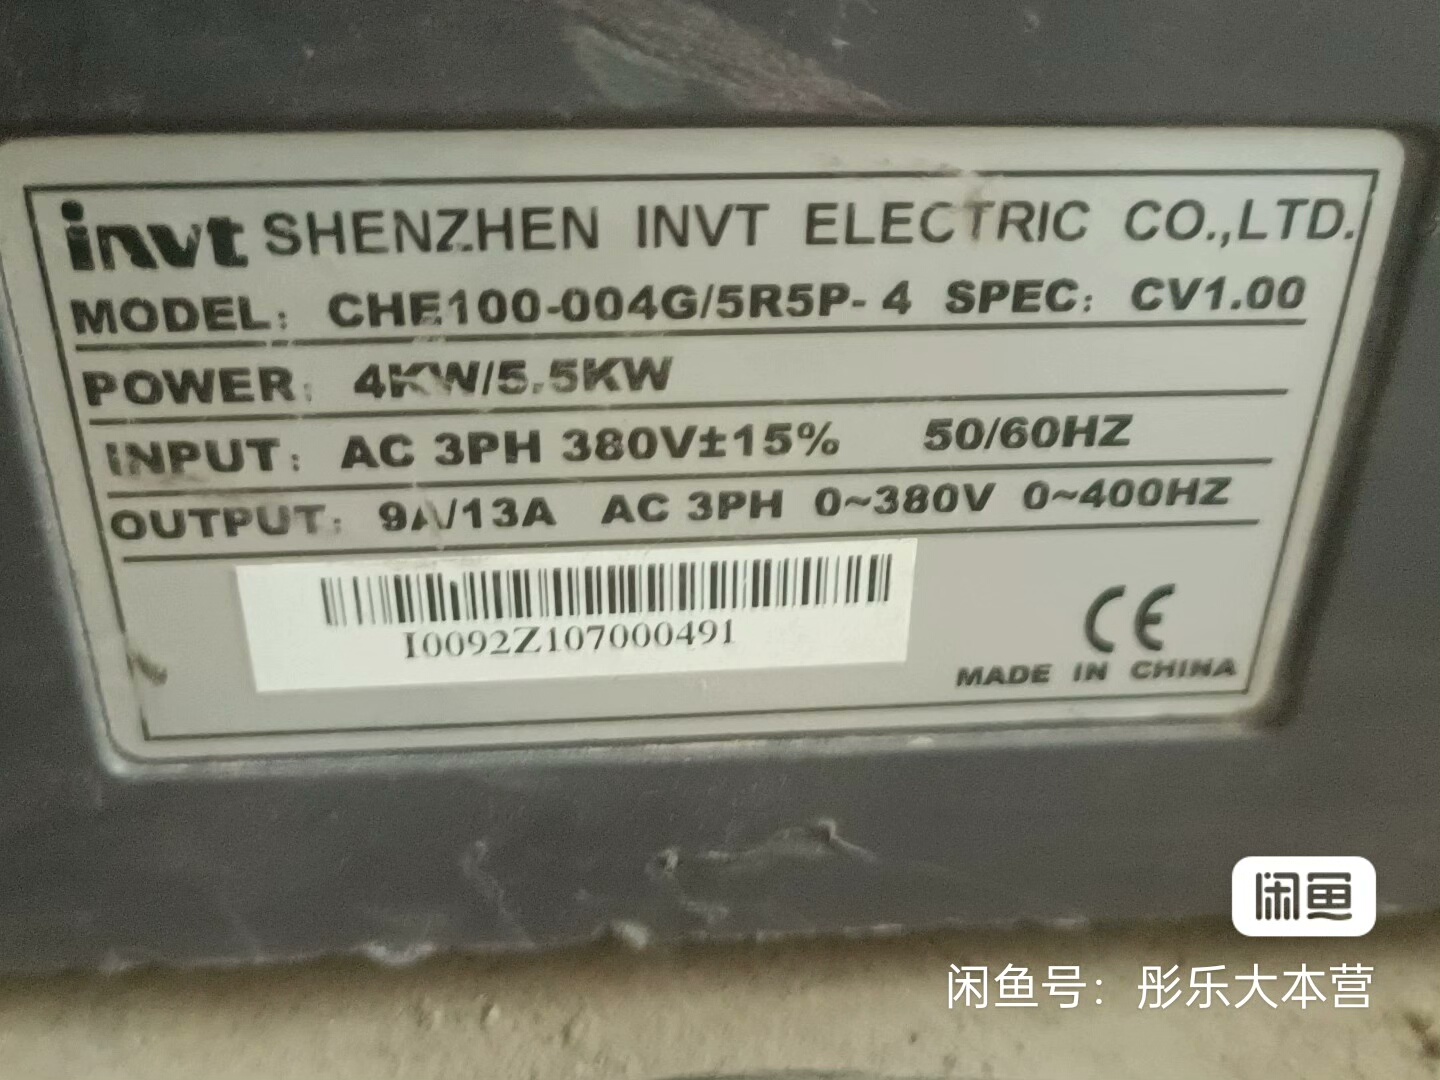 invt SHENZHEN INVT ELECTRIC CO.,LTD.
MODEL: CHE100-004G/5R5P-4 SPEC: CV1.00
POWER: 4KW/5.5KW
INPUT: AC 3PH 380V±15% 50/60HZ
OUTPUT: 9A/13A AC 3PH 0~380V 0~400HZ
I0092Z107000491
CE
MADE IN CHINA
闲鱼
闲鱼号：彤乐大本营